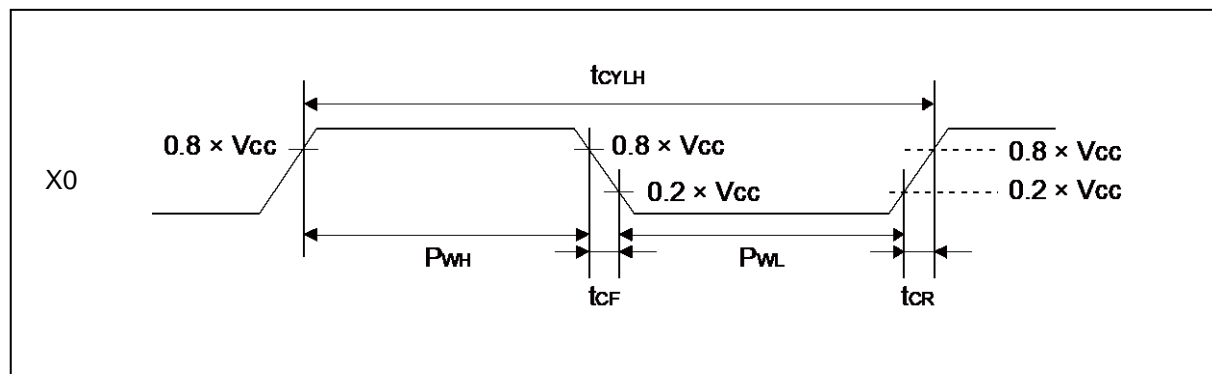 tCYLH
0.8 × VCC
0.8 × VCC
0.8 × VCC
X0
0.2 × VCC
0.2 × VCC
PWH
PWL
tCF
tCR